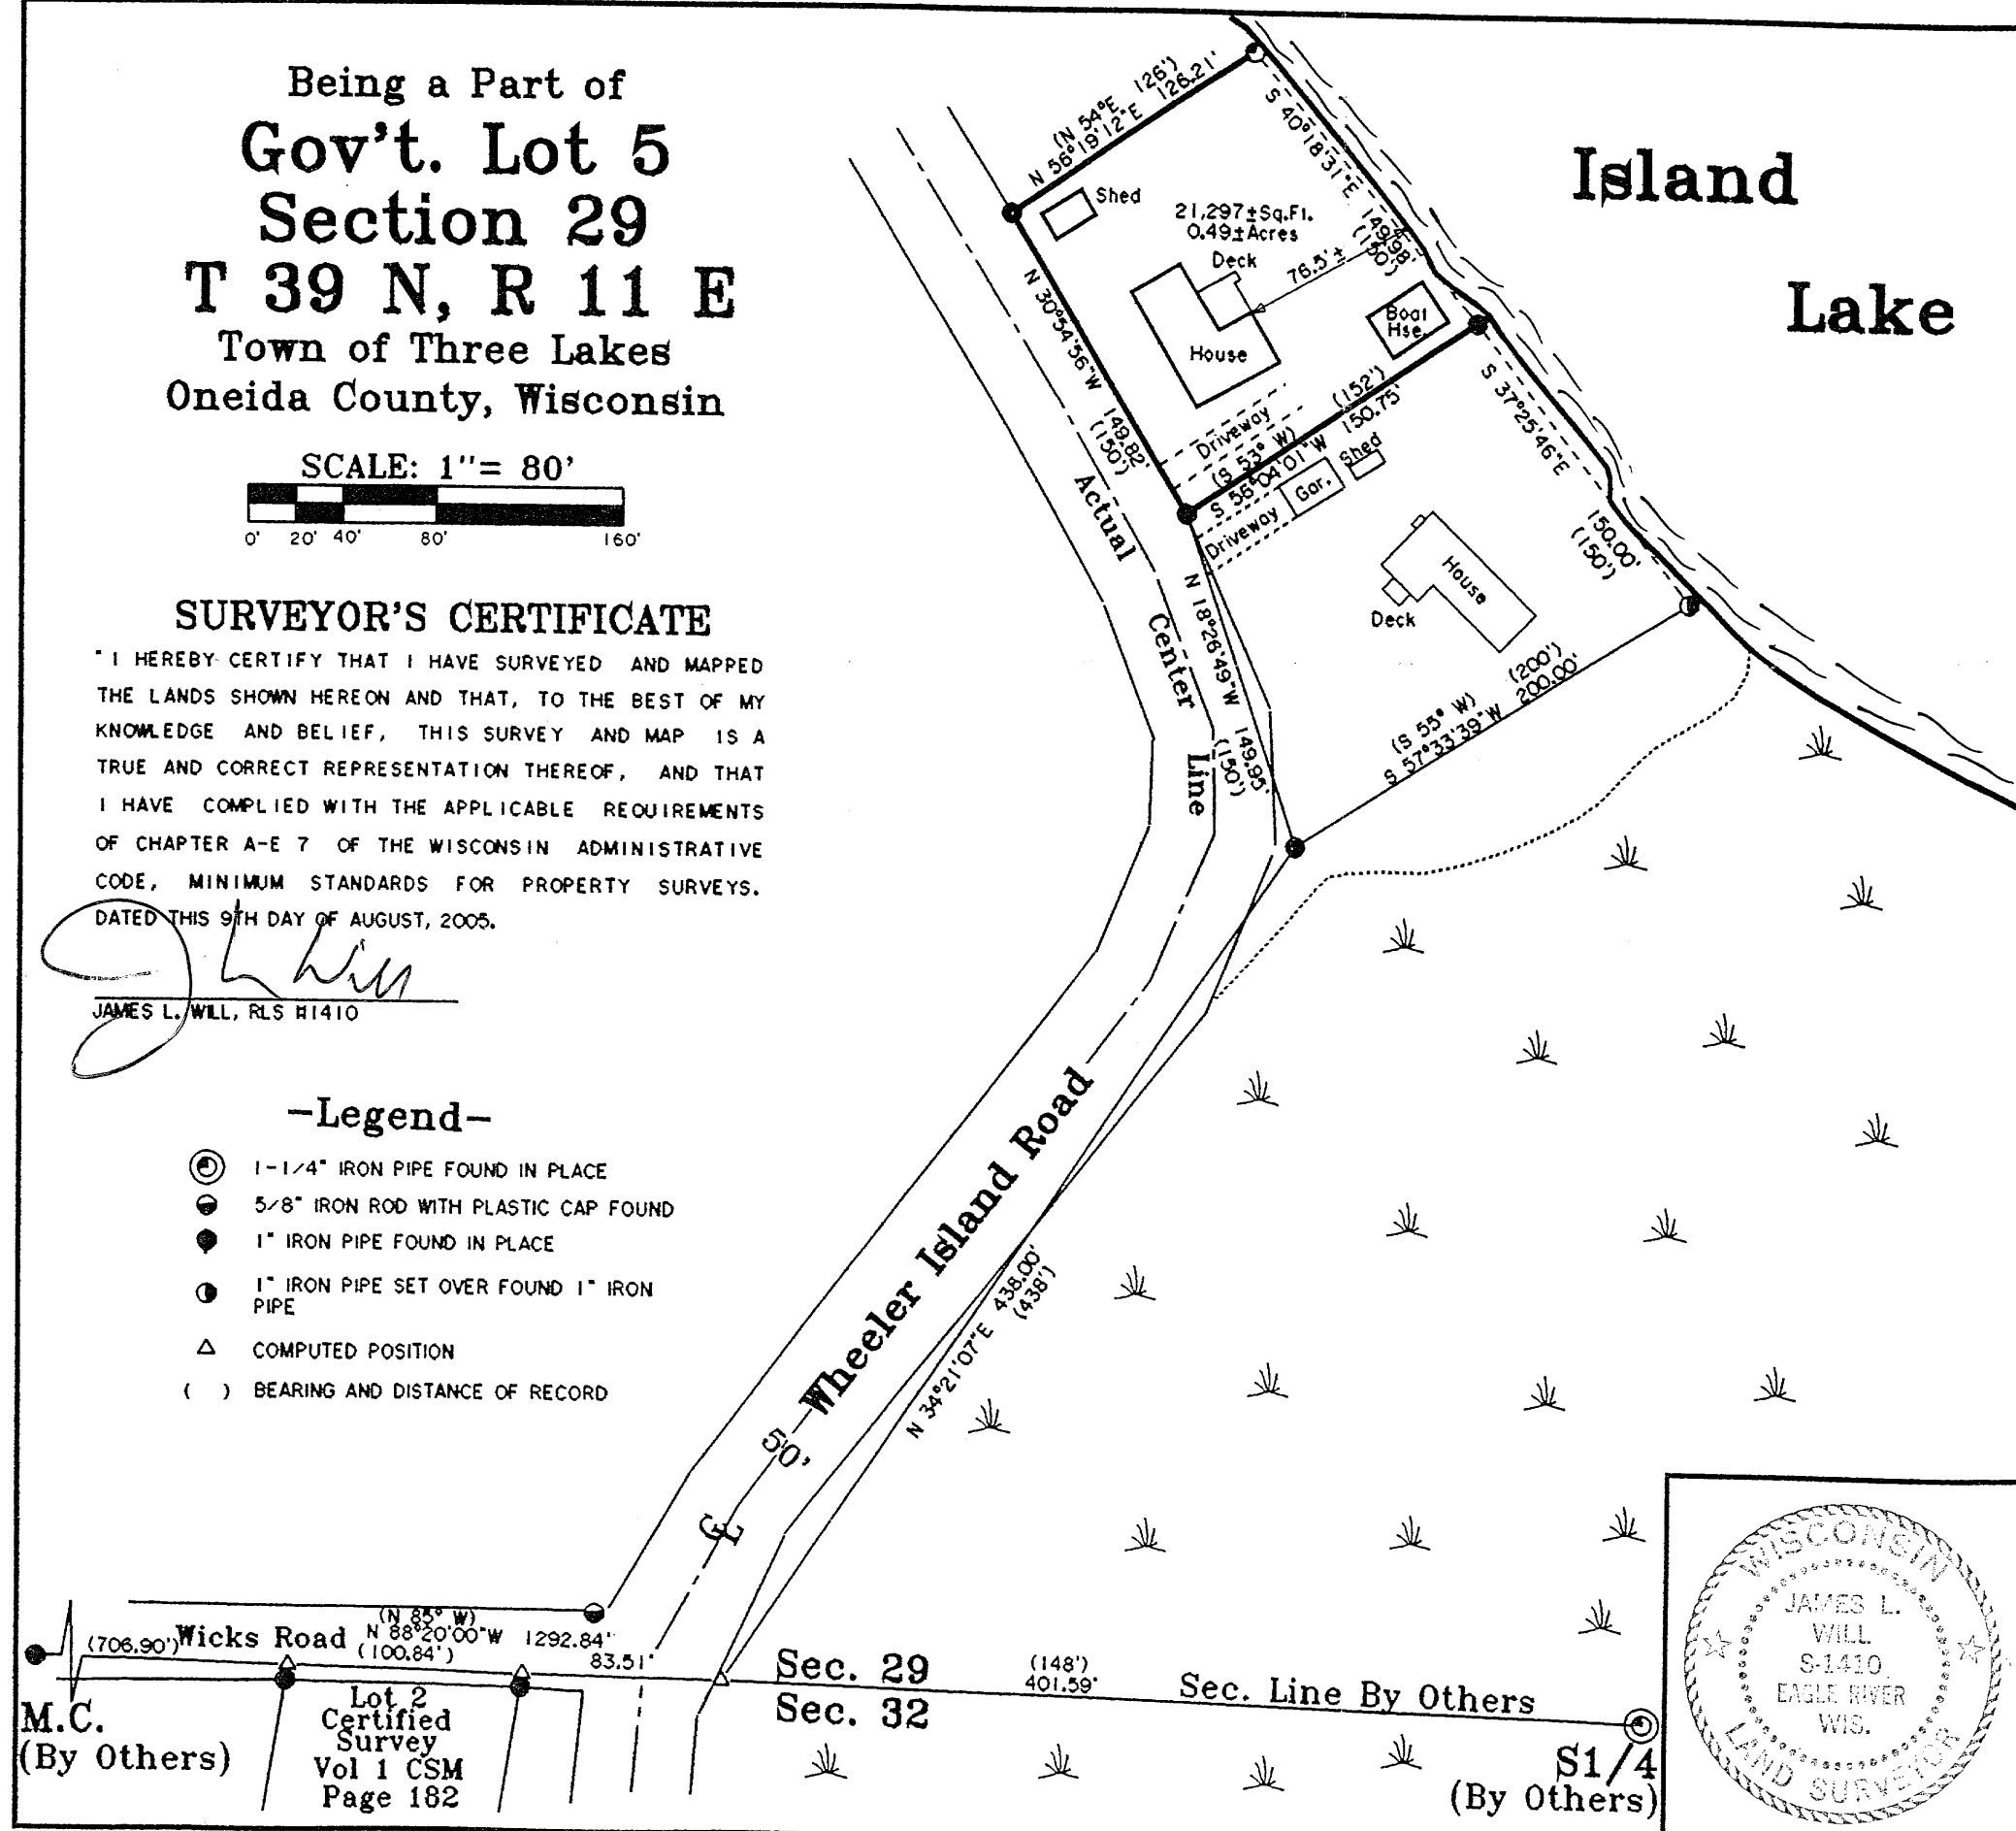 Being a Part of
Gov't. Lot 5
Section 29
T 39 N, R 11 E
Town of Three Lakes
Oneida County, Wisconsin
SCALE: 1''= 80'
0' 20' 40' 80' 160'
SURVEYOR'S CERTIFICATE
"I HEREBY CERTIFY THAT I HAVE SURVEYED AND MAPPED
THE LANDS SHOWN HEREON AND THAT, TO THE BEST OF MY
KNOWLEDGE AND BELIEF, THIS SURVEY AND MAP IS A
TRUE AND CORRECT REPRESENTATION THEREOF, AND THAT
I HAVE COMPLIED WITH THE APPLICABLE REQUIREMENTS
OF CHAPTER A-E 7 OF THE WISCONSIN ADMINISTRATIVE
CODE, MINIMUM STANDARDS FOR PROPERTY SURVEYS.
DATED THIS 9TH DAY OF AUGUST, 2005.
J L Will
JAMES L. WILL, RLS #1410
-Legend-
1-1/4" IRON PIPE FOUND IN PLACE
5/8" IRON ROD WITH PLASTIC CAP FOUND
1" IRON PIPE FOUND IN PLACE
1" IRON PIPE SET OVER FOUND 1" IRON
PIPE
COMPUTED POSITION
( ) BEARING AND DISTANCE OF RECORD
(N 54°E 126')
N 56°19'12"E 126.21'
S 40°18'31"E 149.98'
(150')
Island
Lake
Shed
21,297±Sq.Ft.
0.49±Acres
Deck
76.5'±
House
Boat
Hse.
N 30°54'56"W 149.82'
(150')
Driveway
(S 53° W) (152')
S 56°04'01"W 150.75'
Shed
Gar.
Driveway
S 37°25'46"E 150.00'
(150')
House
Deck
N 18°26'49"W 149.95'
(150')
(S 55° W) (200')
S 57°33'39"W 200.00'
Actual
Center
Line
Wheeler Island Road
50'
CL
N 34°21'07"E 438.00'
(438')
(706.90')
Wicks Road
(N 85° W)
N 88°20'00"W 1292.84'
(100.84')
83.51'
Sec. 29
(148')
401.59'
Sec. Line By Others
Sec. 32
M.C.
(By Others)
Lot 2
Certified
Survey
Vol 1 CSM
Page 182
S1/4
(By Others)
WISCONSIN
JAMES L.
WILL
S-1410
EAGLE RIVER
WIS.
LAND SURVEYOR